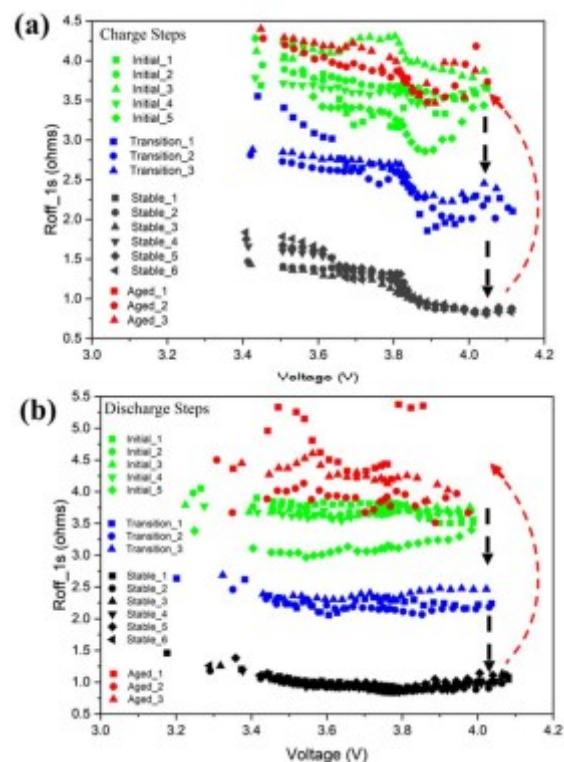 (a)
Charge Steps
Initial_1
Initial_2
Initial_3
Initial_4
Initial_5
Transition_1
Transition_2
Transition_3
Stable_1
Stable_2
Stable_3
Stable_4
Stable_5
Stable_6
Aged_1
Aged_2
Aged_3
Roff_1s (ohms)
4.5
4.0
3.5
3.0
2.5
2.0
1.5
1.0
0.5
3.0 3.2 3.4 3.6 3.8 4.0 4.2
Voltage (V)
(b)
Discharge Steps
Initial_1
Initial_2
Initial_3
Initial_4
Initial_5
Transition_1
Transition_2
Transition_3
Stable_1
Stable_2
Stable_3
Stable_4
Stable_5
Stable_6
Aged_1
Aged_2
Aged_3
Roff_1s (ohms)
5.5
5.0
4.5
4.0
3.5
3.0
2.5
2.0
1.5
1.0
0.5
3.0 3.2 3.4 3.6 3.8 4.0 4.2
Voltage (V)